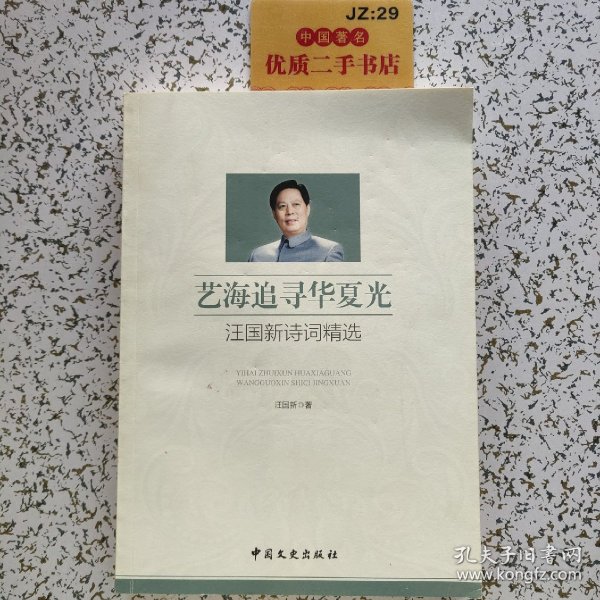 JZ:29
中国著名
优质二手书店
艺海追寻华夏光
汪国新诗词精选
YIHAI ZHUIXUN HUAXIAGUANG
WANGGUOXIN SHICI JINGXUAN
汪国新◎著
中国文史出版社
孔夫子旧书网
www.kongfz.com